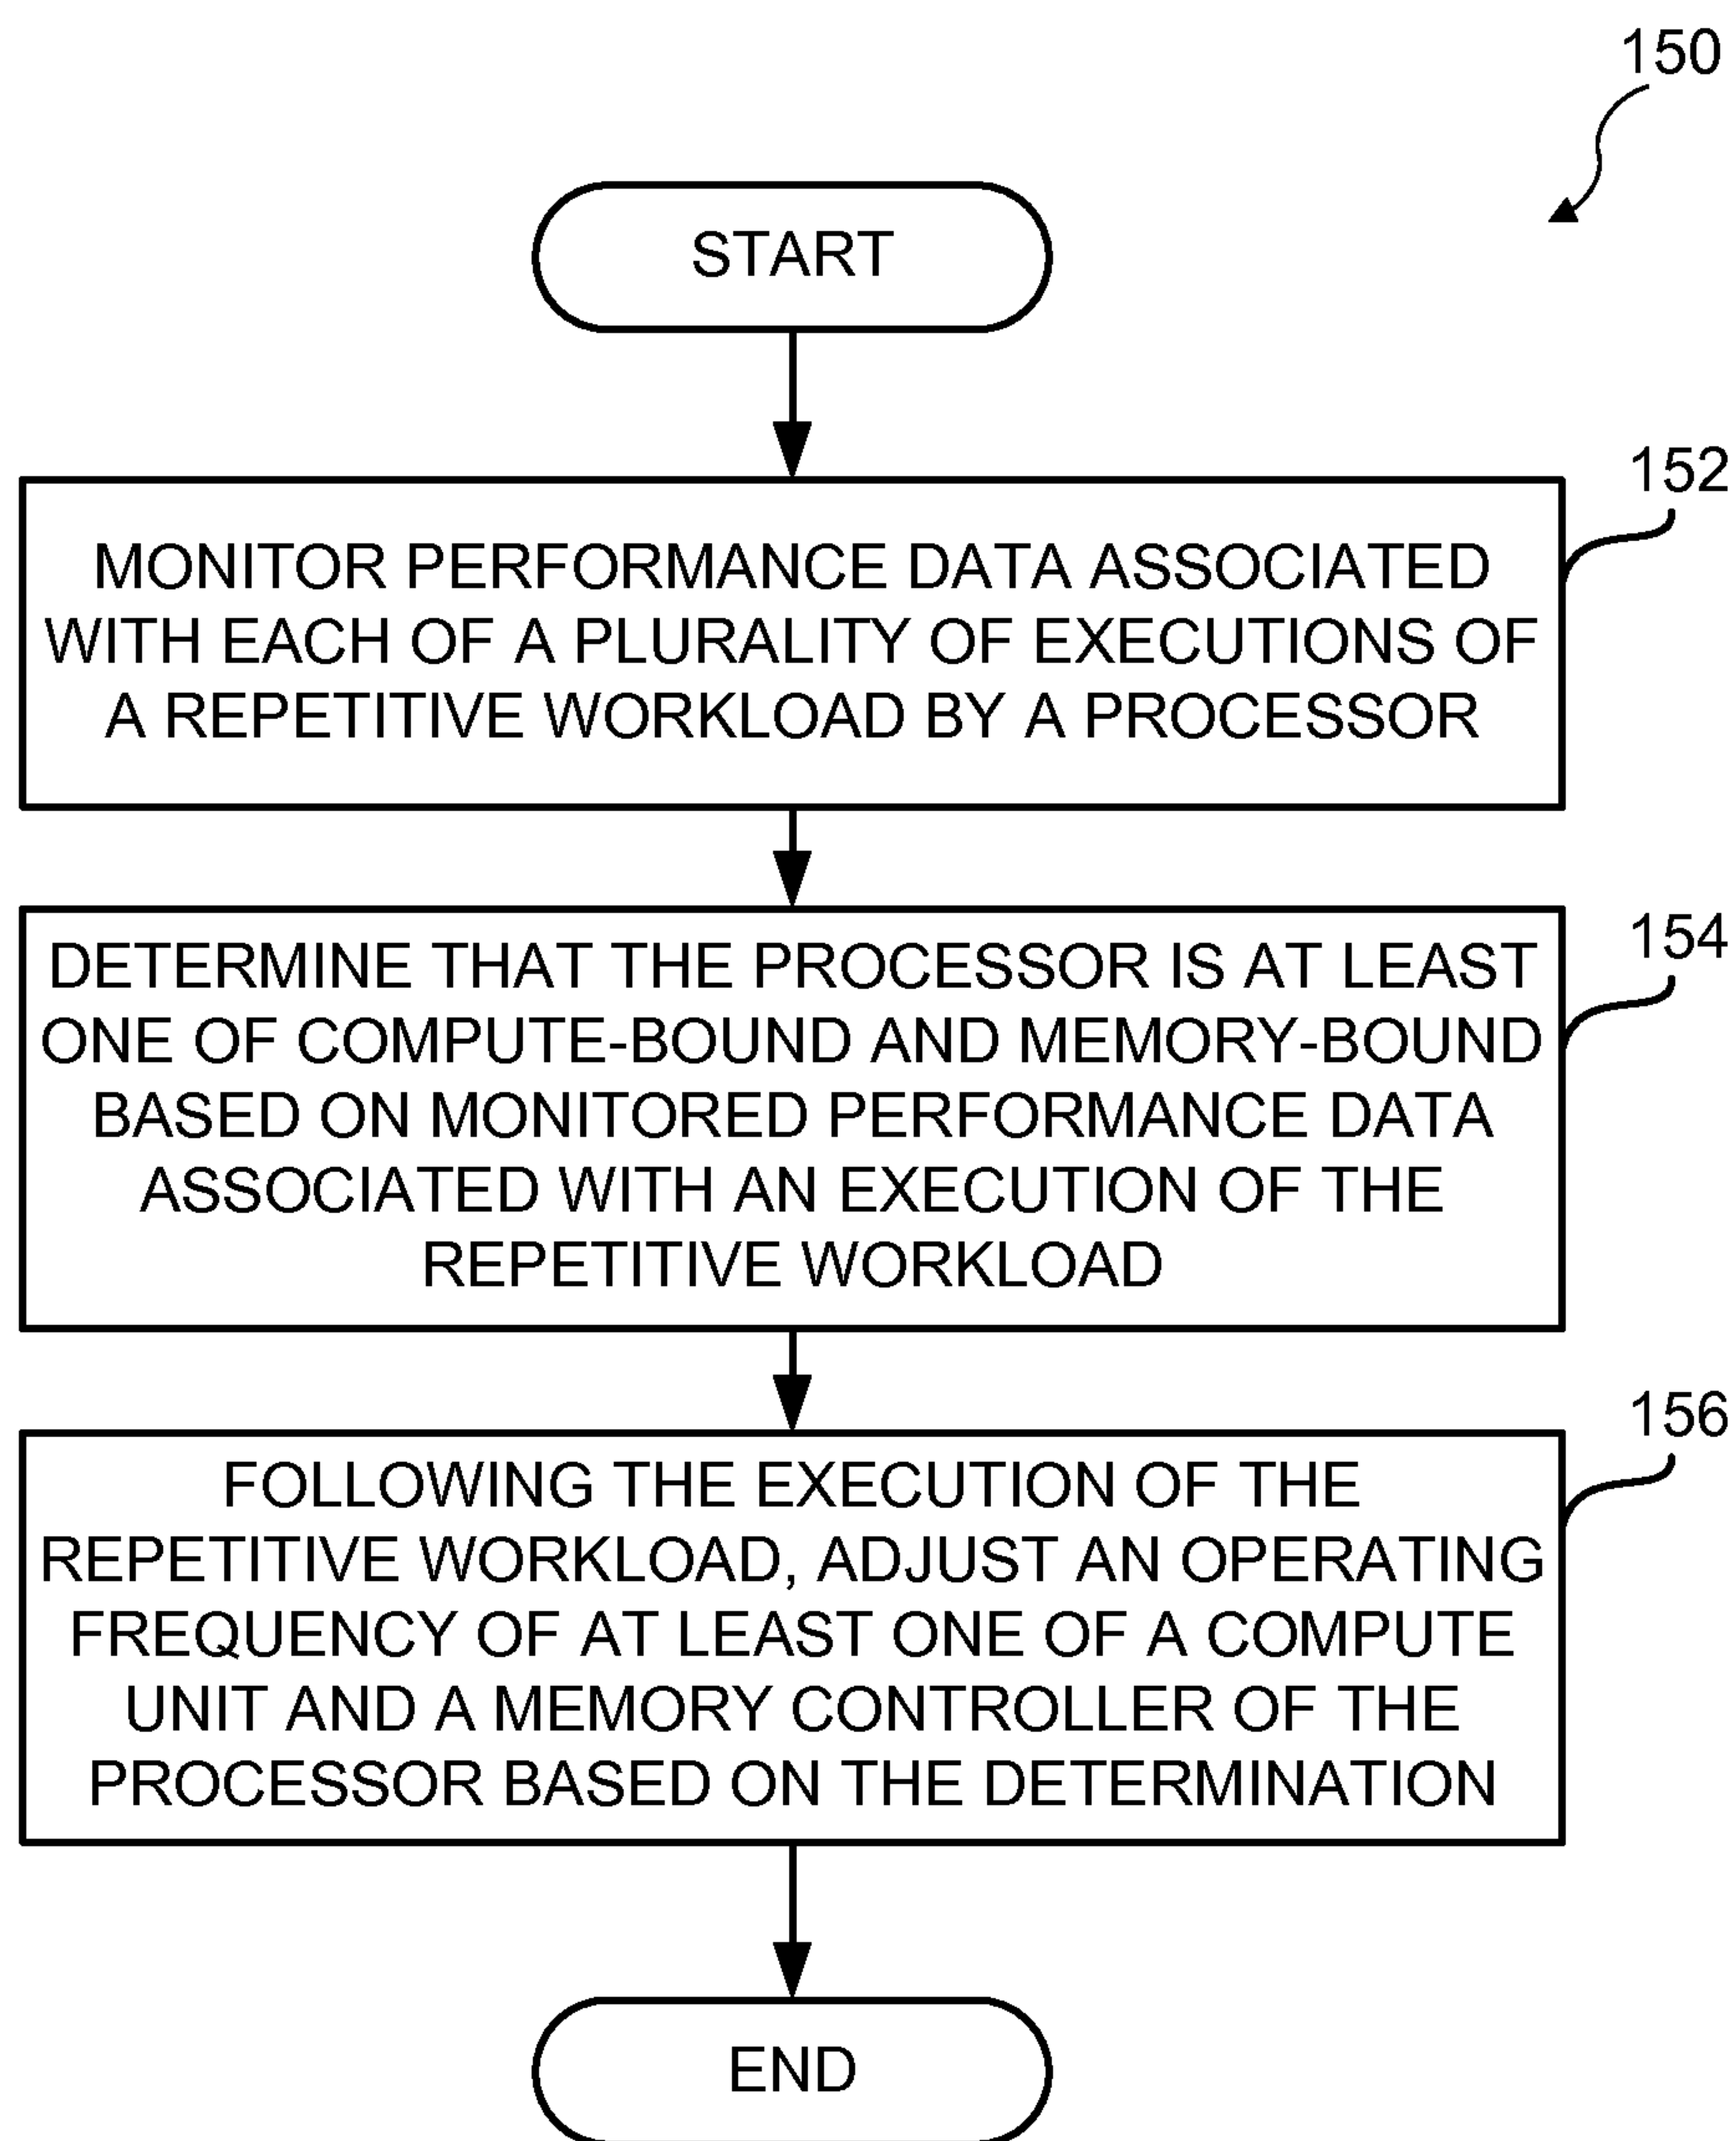 150
START
152
MONITOR PERFORMANCE DATA ASSOCIATED
WITH EACH OF A PLURALITY OF EXECUTIONS OF
A REPETITIVE WORKLOAD BY A PROCESSOR
154
DETERMINE THAT THE PROCESSOR IS AT LEAST
ONE OF COMPUTE-BOUND AND MEMORY-BOUND
BASED ON MONITORED PERFORMANCE DATA
ASSOCIATED WITH AN EXECUTION OF THE
REPETITIVE WORKLOAD
156
FOLLOWING THE EXECUTION OF THE
REPETITIVE WORKLOAD, ADJUST AN OPERATING
FREQUENCY OF AT LEAST ONE OF A COMPUTE
UNIT AND A MEMORY CONTROLLER OF THE
PROCESSOR BASED ON THE DETERMINATION
END